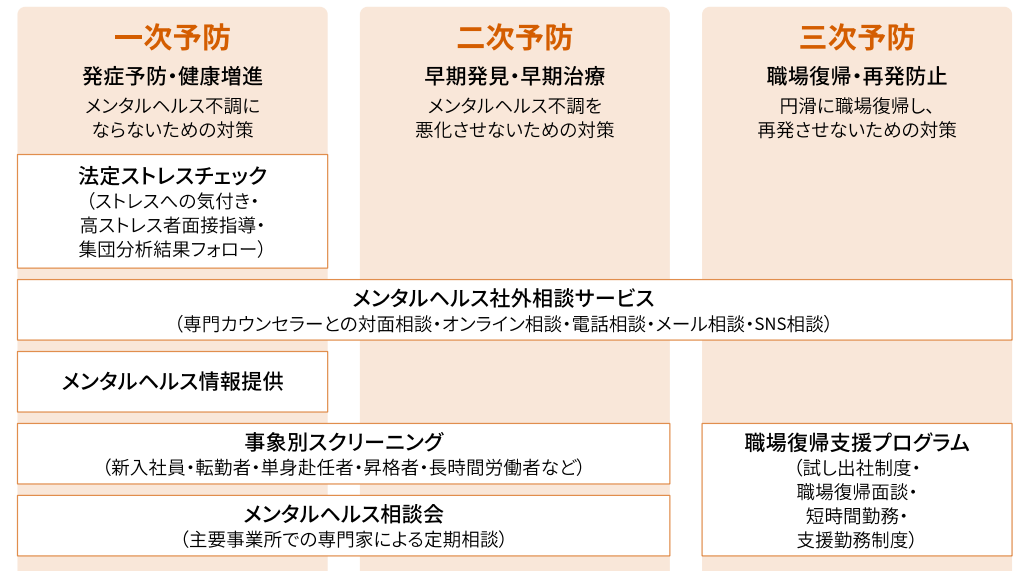 一次予防
発症予防・健康増進
メンタルヘルス不調に
ならないための対策
二次予防
早期発見・早期治療
メンタルヘルス不調を
悪化させないための対策
三次予防
職場復帰・再発防止
円滑に職場復帰し、
再発させないための対策
法定ストレスチェック
（ストレスへの気付き・
高ストレス者面接指導・
集団分析結果フォロー）
メンタルヘルス社外相談サービス
（専門カウンセラーとの対面相談・オンライン相談・電話相談・メール相談・SNS相談）
メンタルヘルス情報提供
事象別スクリーニング
（新入社員・転勤者・単身赴任者・昇格者・長時間労働者など）
メンタルヘルス相談会
（主要事業所での専門家による定期相談）
職場復帰支援プログラム
（試し出社制度・
職場復帰面談・
短時間勤務・
支援勤務制度）